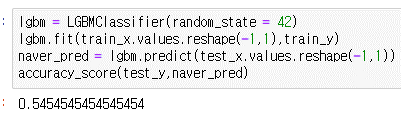 lgbm = LGBMClassifier(random_state = 42)
lgbm.fit(train_x.values.reshape(-1,1),train_y)
naver_pred = lgbm.predict(test_x.values.reshape(-1,1))
accuracy_score(test_y,naver_pred)
: 0.5454545454545454